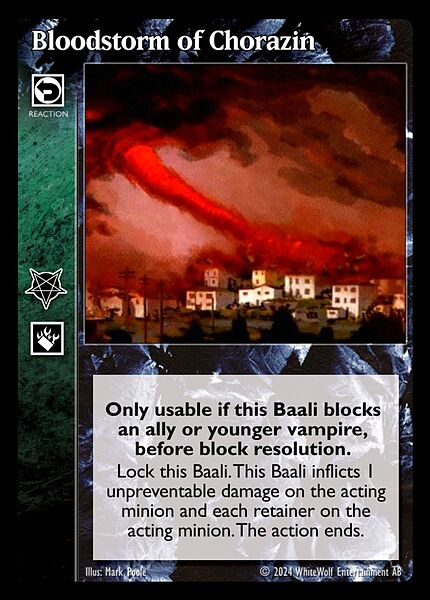 Bloodstorm of Chorazin
REACTION
Only usable if this Baali blocks
an ally or younger vampire,
before block resolution.
Lock this Baali. This Baali inflicts 1
unpreventable damage on the acting
minion and each retainer on the
acting minion. The action ends.
Illus: Mark Poole
© 2024 WhiteWolf Entertainment AB